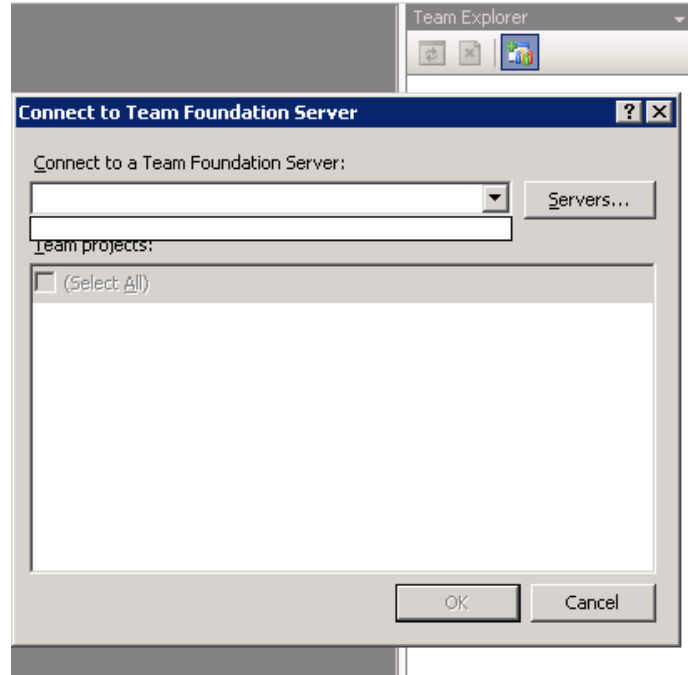 Team Explorer
Connect to Team Foundation Server
Connect to a Team Foundation Server:
Servers...
Team projects:
(Select All)
OK
Cancel